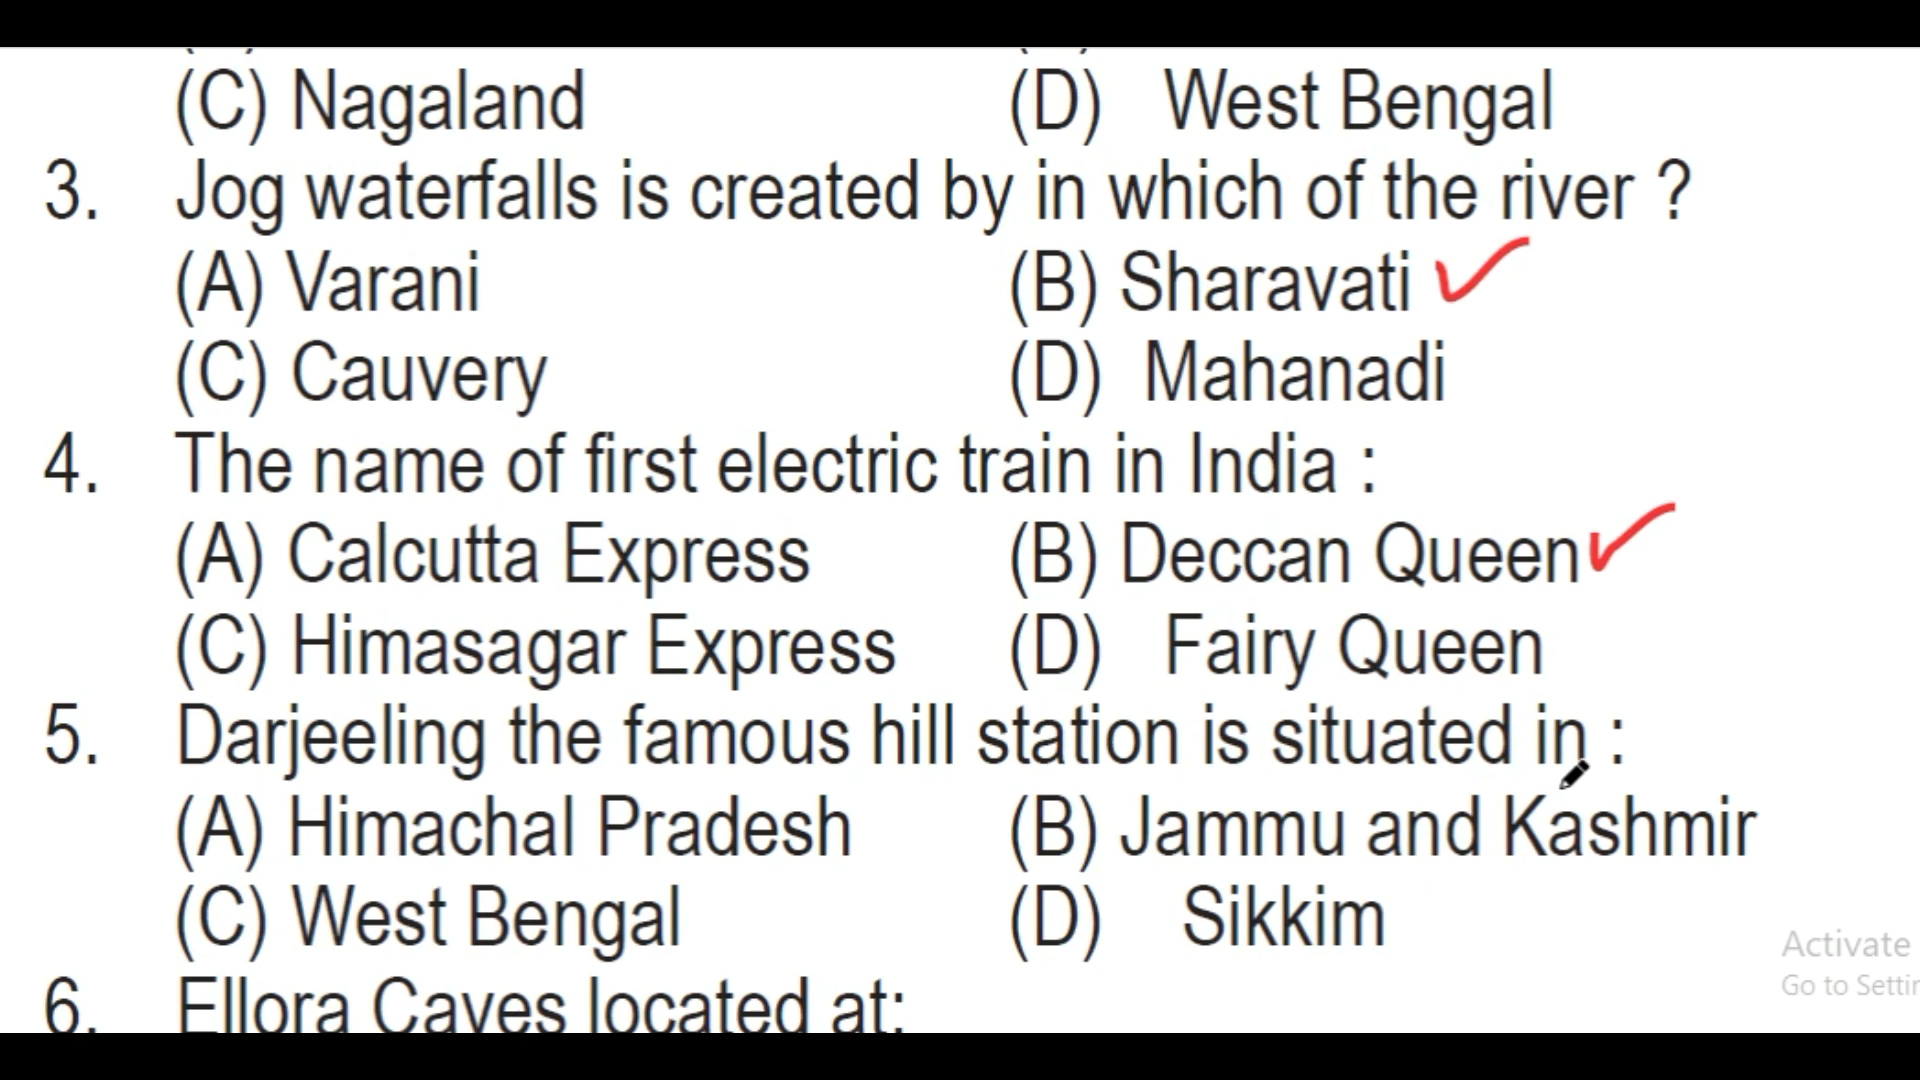 (C) Nagaland (D) West Bengal
3. Jog waterfalls is created by in which of the river ?
(A) Varani (B) Sharavati
(C) Cauvery (D) Mahanadi
4. The name of first electric train in India :
(A) Calcutta Express (B) Deccan Queen
(C) Himasagar Express (D) Fairy Queen
5. Darjeeling the famous hill station is situated in :
(A) Himachal Pradesh (B) Jammu and Kashmir
(C) West Bengal (D) Sikkim
Activate
Go to Settin
6. Ellora Caves located at: